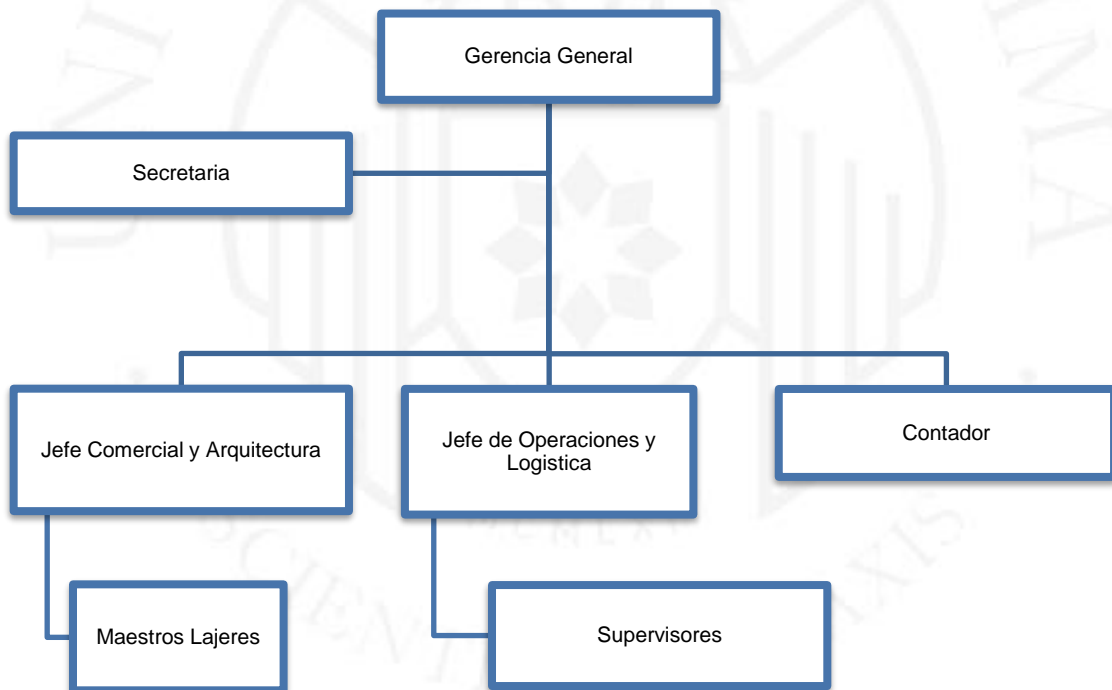 Gerencia General
Secretaria
Jefe Comercial y Arquitectura
Jefe de Operaciones y
Logistica
Contador
Maestros Lajeres
Supervisores